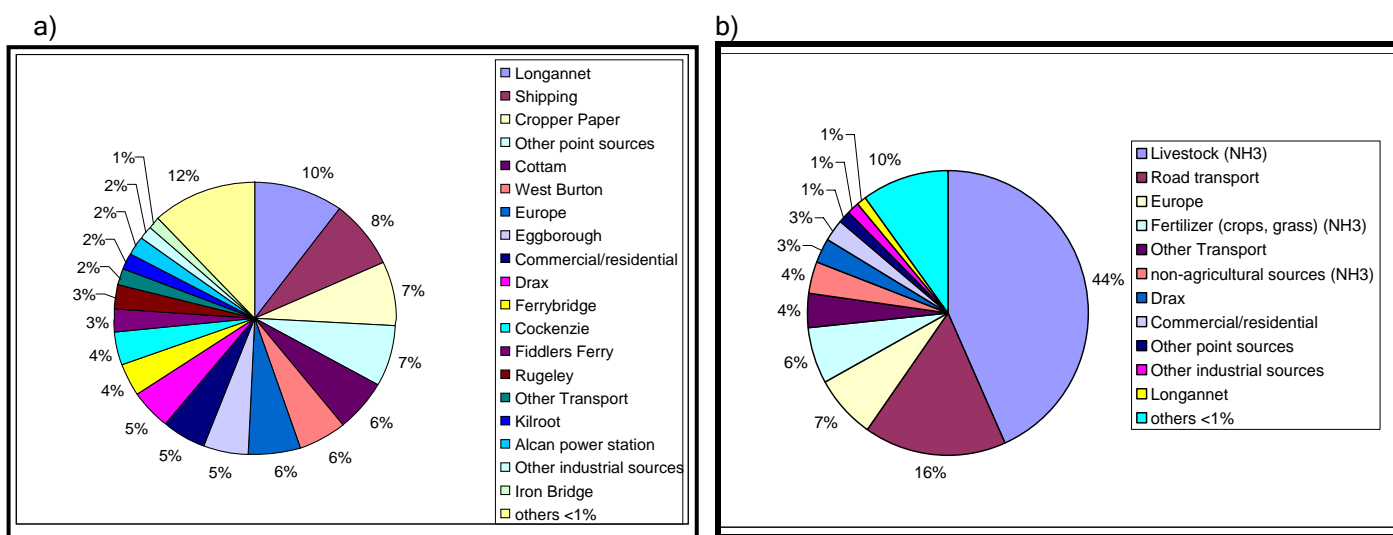 a)
10%
8%
7%
7%
6%
6%
6%
5%
5%
5%
4%
4%
3%
3%
2%
2%
2%
2%
1%
12%
Longannet
Shipping
Cropper Paper
Other point sources
Cottam
West Burton
Europe
Eggborough
Commercial/residential
Drax
Ferrybridge
Cockenzie
Fiddlers Ferry
Rugeley
Other Transport
Kilroot
Alcan power station
Other industrial sources
Iron Bridge
others <1%
b)
44%
16%
7%
6%
4%
4%
3%
3%
1%
1%
1%
10%
Livestock (NH3)
Road transport
Europe
Fertilizer (crops, grass) (NH3)
Other Transport
non-agricultural sources (NH3)
Drax
Commercial/residential
Other point sources
Other industrial sources
Longannet
others <1%